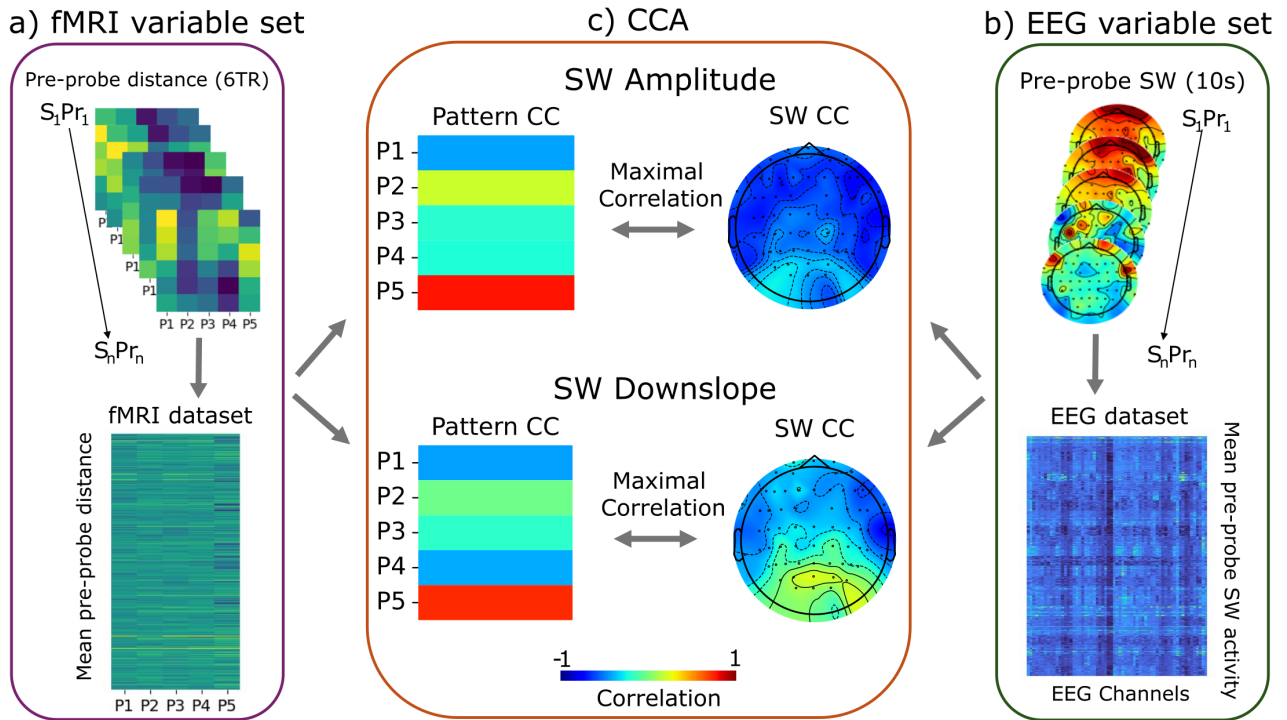 a) fMRI variable set
Pre-probe distance (6TR)
S₁Pr₁
P
P1
P1
P1
P1 P2 P3 P4 P5
SₙPrₙ
fMRI dataset
Mean pre-probe distance
P1 P2 P3 P4 P5
c) CCA
SW Amplitude
Pattern CC
SW CC
P1
P2
P3
P4
P5
Maximal
Correlation
SW Downslope
Pattern CC
SW CC
P1
P2
P3
P4
P5
Maximal
Correlation
-1
1
Correlation
b) EEG variable set
Pre-probe SW (10s)
S₁Pr₁
SₙPrₙ
EEG dataset
Mean pre-probe SW activity
EEG Channels